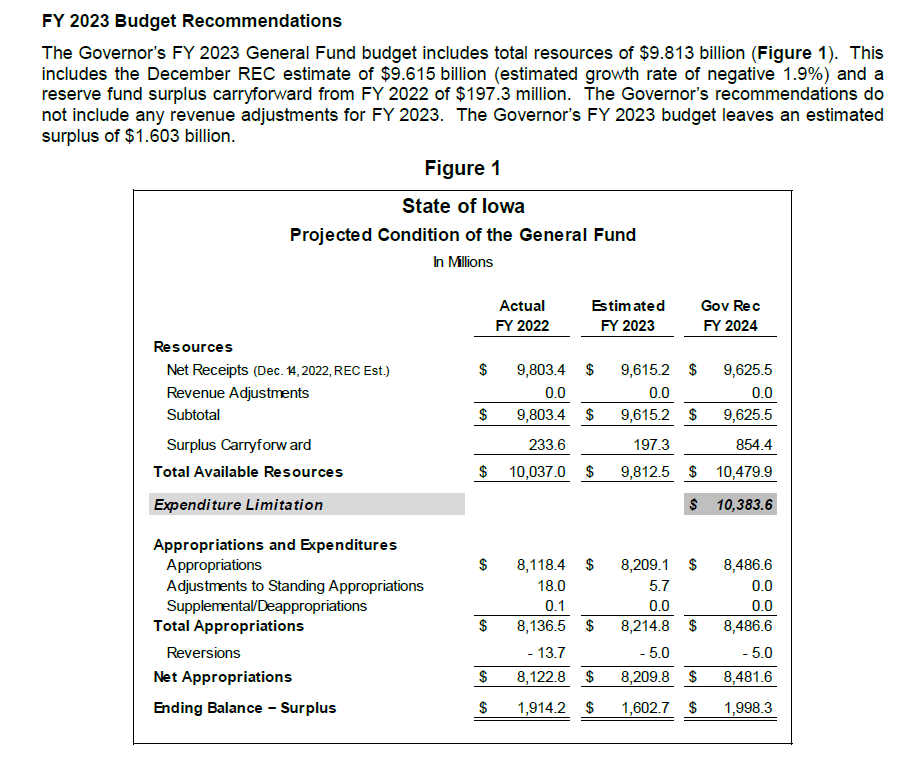 FY 2023 Budget Recommendations
The Governor's FY 2023 General Fund budget includes total resources of $9.813 billion (Figure 1). This
includes the December REC estimate of $9.615 billion (estimated growth rate of negative 1.9%) and a
reserve fund surplus carryforward from FY 2022 of $197.3 million. The Governor's recommendations do
not include any revenue adjustments for FY 2023. The Governor's FY 2023 budget leaves an estimated
surplus of $1.603 billion.
Figure 1
State of Iowa
Projected Condition of the General Fund
In Millions
Actual Estimated Gov Rec
FY 2022 FY 2023 FY 2024
Resources
Net Receipts (Dec. 14, 2022, REC Est.) $ 9,803.4 $ 9,615.2 $ 9,625.5
Revenue Adjustments 0.0 0.0 0.0
Subtotal $ 9,803.4 $ 9,615.2 $ 9,625.5
Surplus Carryforward 233.6 197.3 854.4
Total Available Resources $ 10,037.0 $ 9,812.5 $ 10,479.9
Expenditure Limitation $ 10,383.6
Appropriations and Expenditures
Appropriations $ 8,118.4 $ 8,209.1 $ 8,486.6
Adjustments to Standing Appropriations 18.0 5.7 0.0
Supplemental/Deappropriations 0.1 0.0 0.0
Total Appropriations $ 8,136.5 $ 8,214.8 $ 8,486.6
Reversions - 13.7 - 5.0 - 5.0
Net Appropriations $ 8,122.8 $ 8,209.8 $ 8,481.6
Ending Balance – Surplus $ 1,914.2 $ 1,602.7 $ 1,998.3